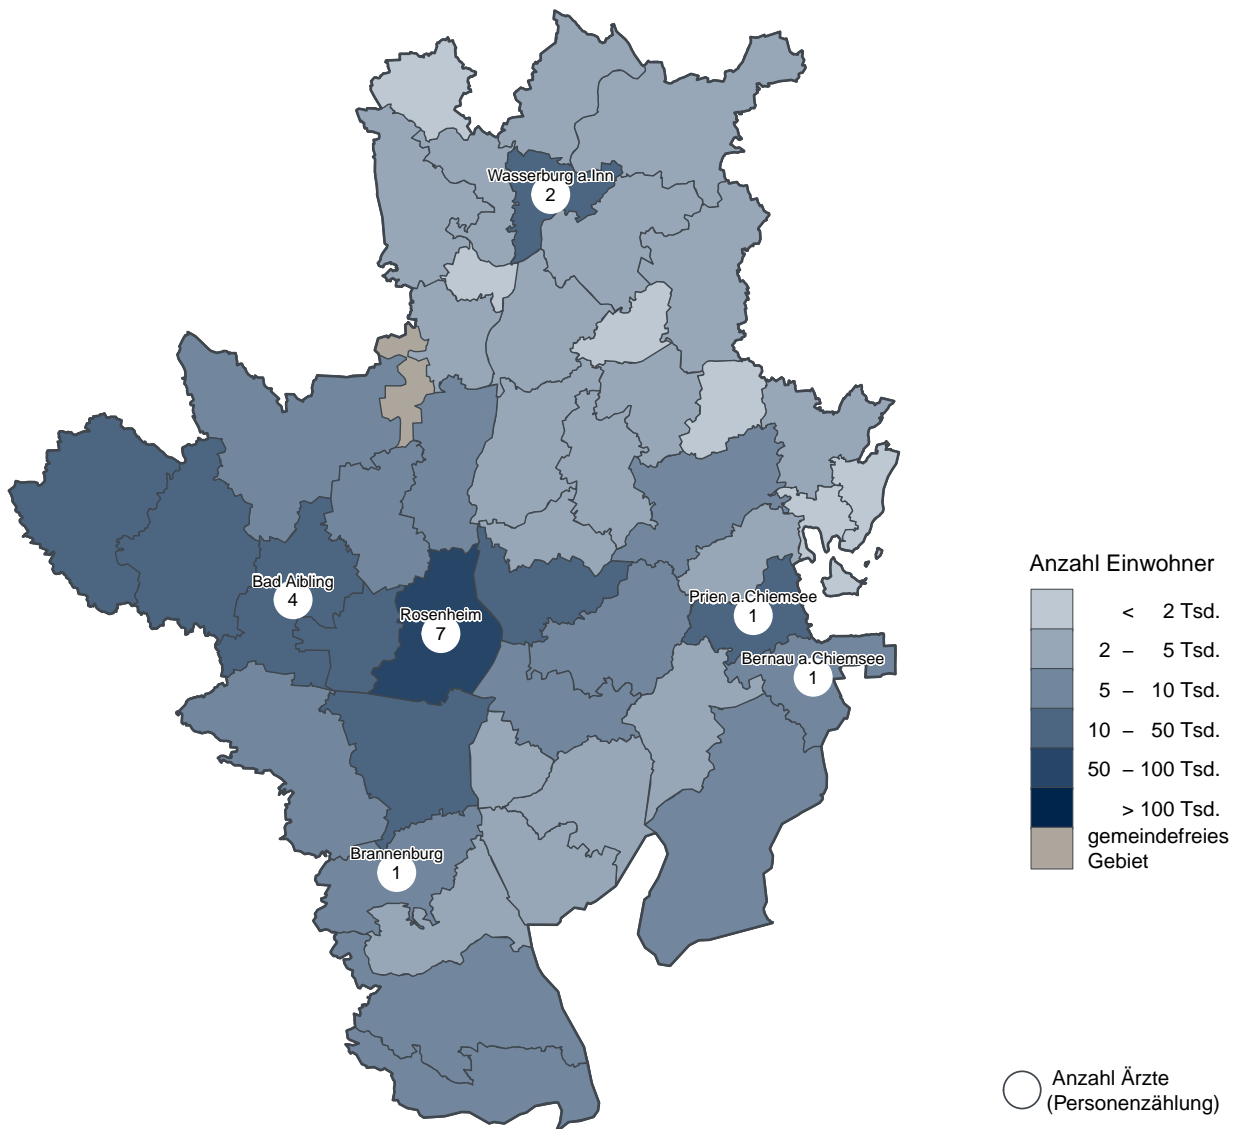 Wasserburg a.Inn
2
Bad Aibling
4
Rosenheim
7
Prien a.Chiemsee
1
Bernau a.Chiemsee
1
Brannenburg
1
Anzahl Einwohner
< 2 Tsd.
2 – 5 Tsd.
5 – 10 Tsd.
10 – 50 Tsd.
50 – 100 Tsd.
> 100 Tsd.
gemeindefreies
Gebiet
Anzahl Ärzte
(Personenzählung)